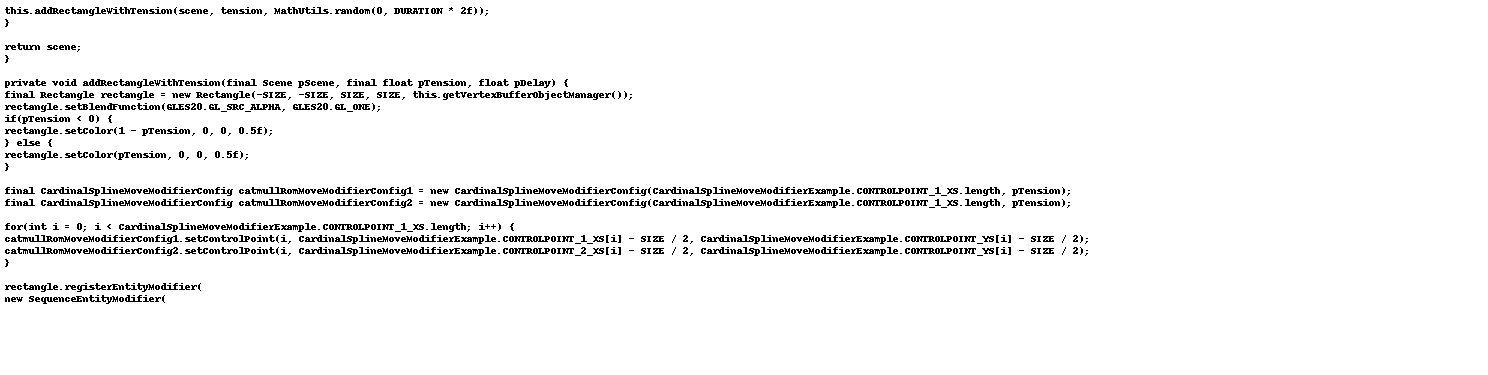 this.addRectangleWithTension(scene, tension, MathUtils.random(0, DURATION * 2f));
}

return scene;
}

private void addRectangleWithTension(final Scene pScene, final float pTension, float pDelay) {
final Rectangle rectangle = new Rectangle(-SIZE, -SIZE, SIZE, SIZE, this.getVertexBufferObjectManager());
rectangle.setBlendFunction(GLES20.GL_SRC_ALPHA, GLES20.GL_ONE);
if(pTension < 0) {
rectangle.setColor(1 - pTension, 0, 0, 0.5f);
} else {
rectangle.setColor(pTension, 0, 0, 0.5f);
}

final CardinalSplineMoveModifierConfig catmullRomMoveModifierConfig1 = new CardinalSplineMoveModifierConfig(CardinalSplineMoveModifierExample.CONTROLPOINT_1_XS.length, pTension);
final CardinalSplineMoveModifierConfig catmullRomMoveModifierConfig2 = new CardinalSplineMoveModifierConfig(CardinalSplineMoveModifierExample.CONTROLPOINT_1_XS.length, pTension);

for(int i = 0; i < CardinalSplineMoveModifierExample.CONTROLPOINT_1_XS.length; i++) {
catmullRomMoveModifierConfig1.setControlPoint(i, CardinalSplineMoveModifierExample.CONTROLPOINT_1_XS[i] - SIZE / 2, CardinalSplineMoveModifierExample.CONTROLPOINT_YS[i] - SIZE / 2);
catmullRomMoveModifierConfig2.setControlPoint(i, CardinalSplineMoveModifierExample.CONTROLPOINT_2_XS[i] - SIZE / 2, CardinalSplineMoveModifierExample.CONTROLPOINT_YS[i] - SIZE / 2);
}

rectangle.registerEntityModifier(
new SequenceEntityModifier(